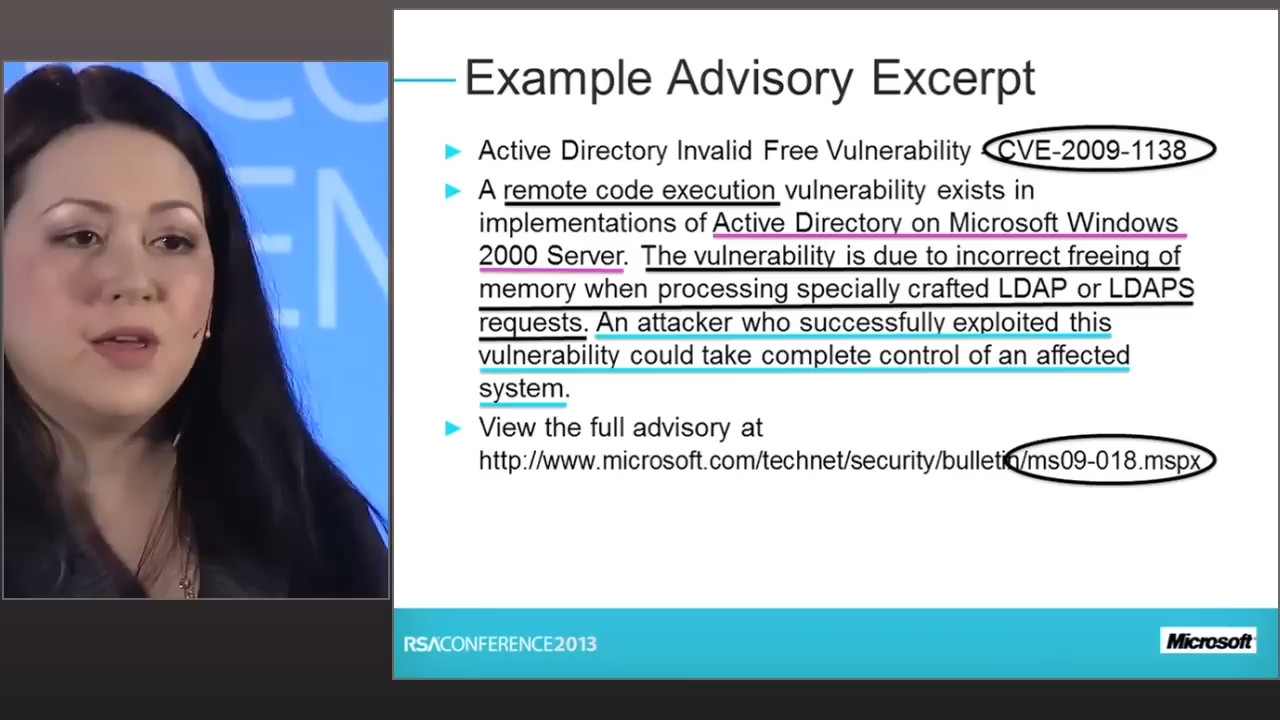 Example Advisory Excerpt
Active Directory Invalid Free Vulnerability - CVE-2009-1138
A remote code execution vulnerability exists in
implementations of Active Directory on Microsoft Windows
2000 Server. The vulnerability is due to incorrect freeing of
memory when processing specially crafted LDAP or LDAPS
requests. An attacker who successfully exploited this
vulnerability could take complete control of an affected
system.
View the full advisory at
http://www.microsoft.com/technet/security/bulletin/ms09-018.mspx
RSACONFERENCE2013
Microsoft